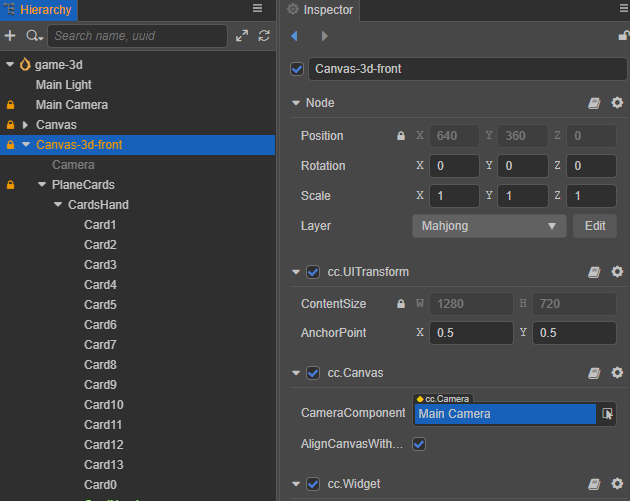 Hierarchy
Search name, uuid
game-3d
Main Light
Main Camera
Canvas
Canvas-3d-front
Camera
PlaneCards
CardsHand
Card1
Card2
Card3
Card4
Card5
Card6
Card7
Card8
Card9
Card10
Card11
Card12
Card13
Card0
Inspector
Canvas-3d-front
Node
Position X 640 Y 360 Z 0
Rotation X 0 Y 0 Z 0
Scale X 1 Y 1 Z 1
Layer Mahjong Edit
cc.UITransform
ContentSize W 1280 H 720
AnchorPoint X 0.5 Y 0.5
cc.Canvas
cc.Camera
CameraComponent Main Camera
AlignCanvasWith...
cc.Widget